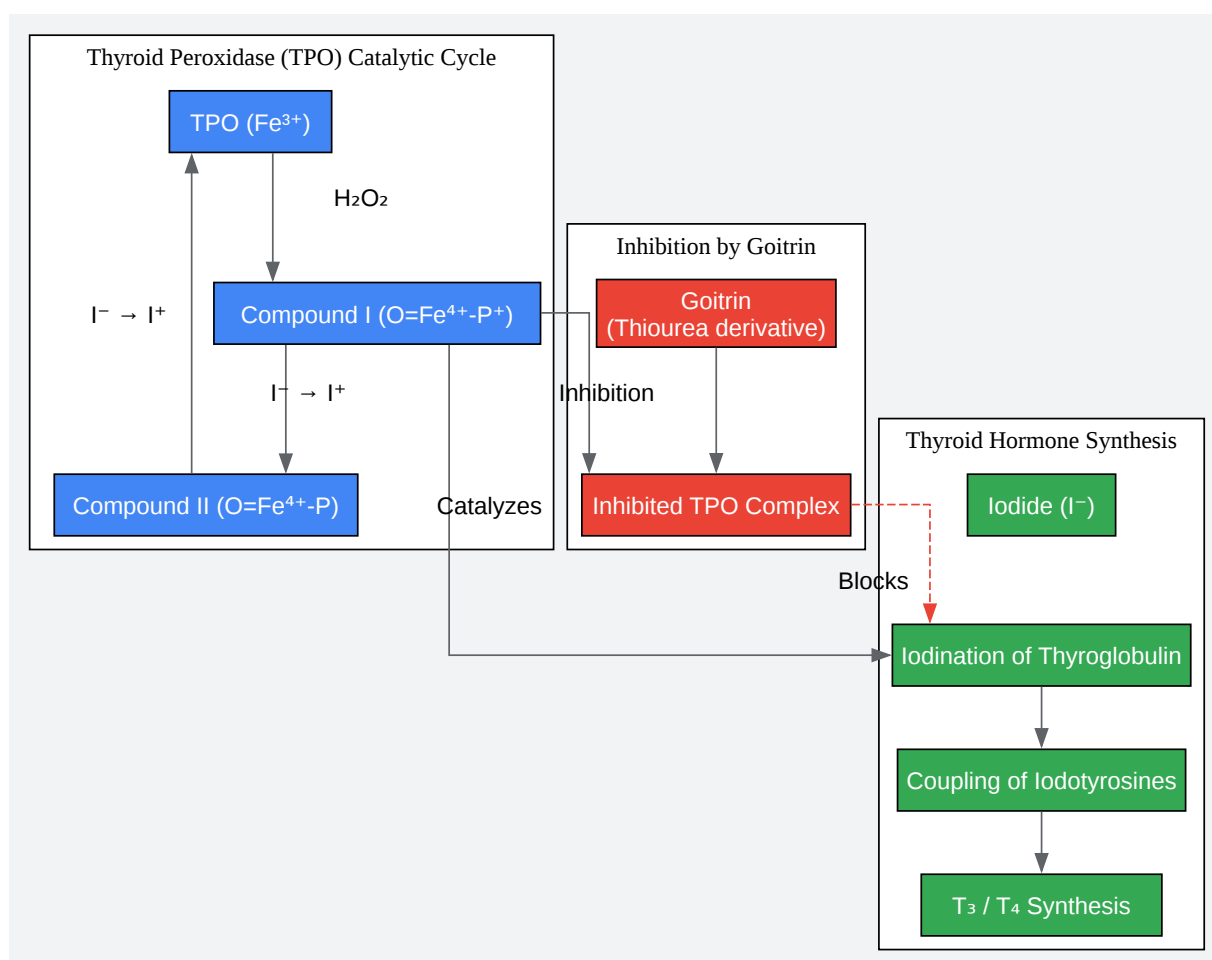 Thyroid Peroxidase (TPO) Catalytic Cycle
TPO (Fe³⁺)
H₂O₂
I⁻ → I⁺
Compound I (O=Fe⁴⁺-P⁺)
I⁻ → I⁺
Compound II (O=Fe⁴⁺-P)
Catalyzes
Inhibition by Goitrin
Goitrin
(Thiourea derivative)
Inhibition
Inhibited TPO Complex
Blocks
Thyroid Hormone Synthesis
Iodide (I⁻)
Iodination of Thyroglobulin
Coupling of Iodotyrosines
T₃ / T₄ Synthesis